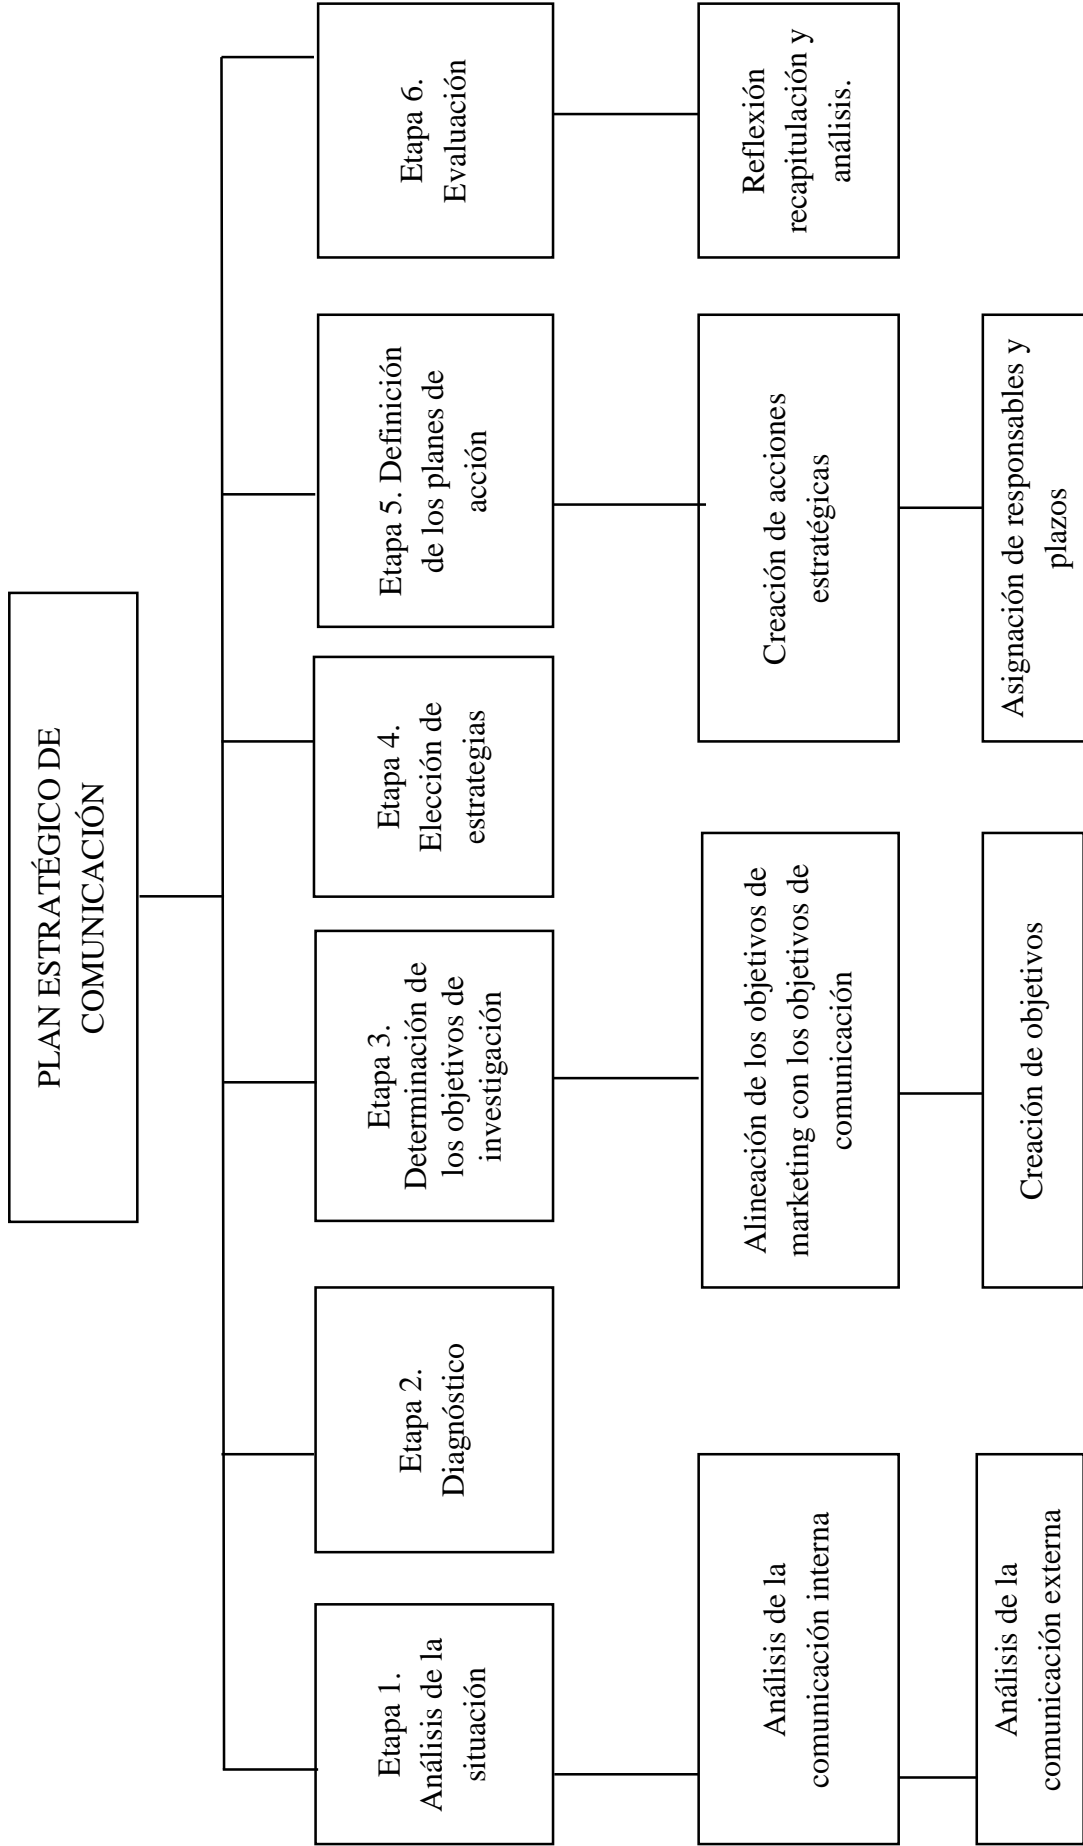 PLAN ESTRATÉGICO DE
COMUNICACIÓN
Etapa 1.
Análisis de la
situación
Etapa 2.
Diagnóstico
Etapa 3.
Determinación de
los objetivos de
investigación
Etapa 4.
Elección de
estrategias
Etapa 5. Definición
de los planes de
acción
Etapa 6.
Evaluación
Análisis de la
comunicación interna
Alineación de los objetivos de
marketing con los objetivos de
comunicación
Creación de acciones
estratégicas
Reflexión
recapitulación y
análisis.
Análisis de la
comunicación externa
Creación de objetivos
Asignación de responsables y
plazos